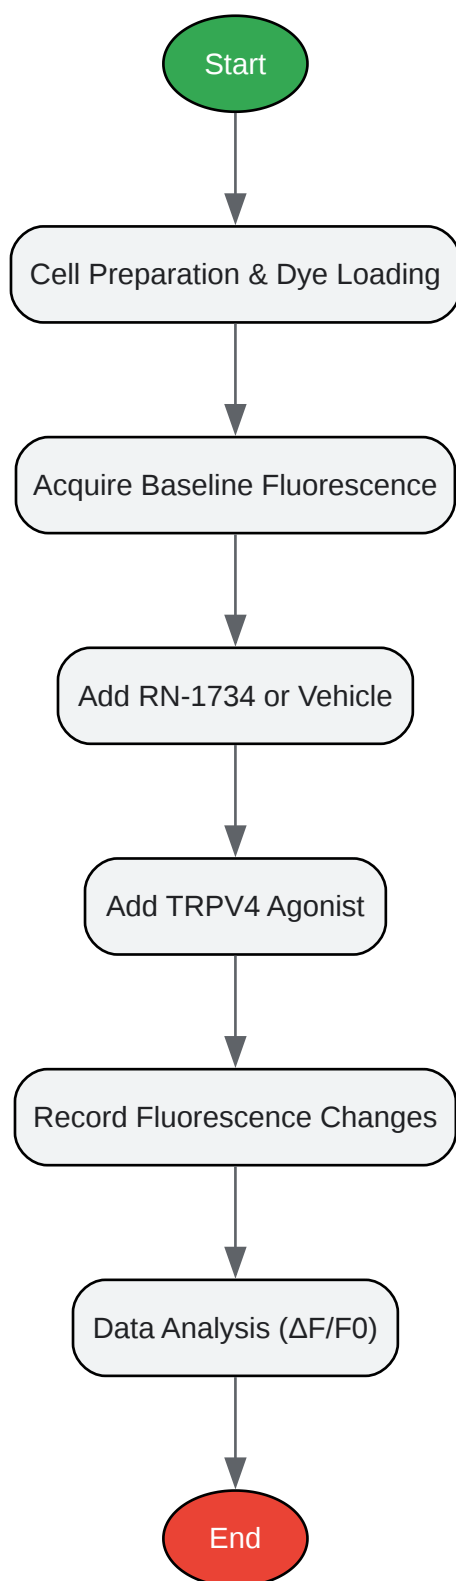 Start
Cell Preparation & Dye Loading
Acquire Baseline Fluorescence
Add RN-1734 or Vehicle
Add TRPV4 Agonist
Record Fluorescence Changes
Data Analysis (ΔF/F0)
End